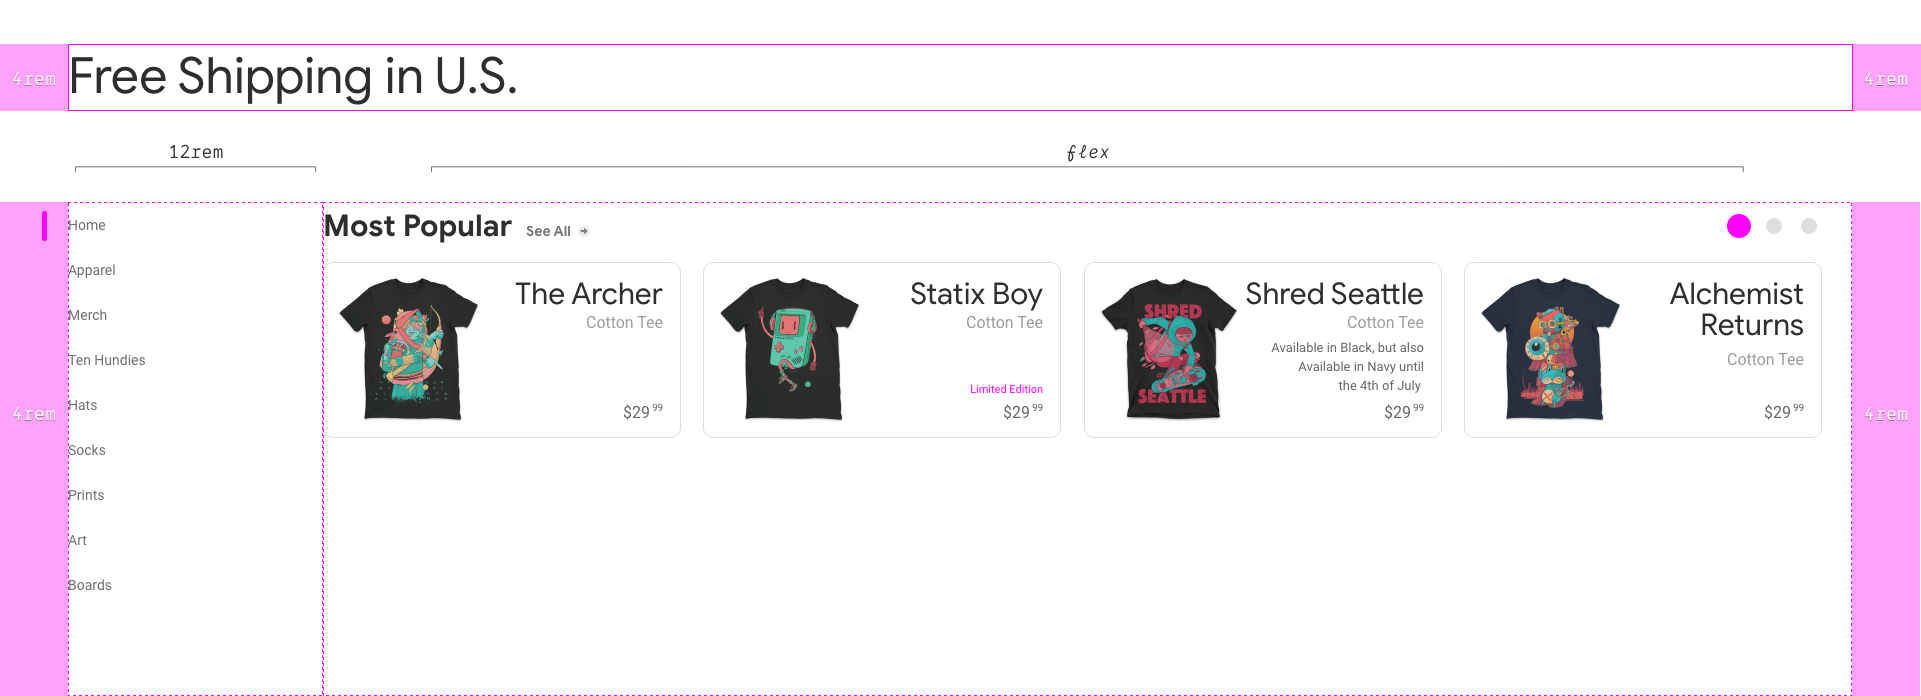 4rem
Free Shipping in U.S.
4rem
12rem
flex
Home
Apparel
Merch
Ten Hundies
Hats
Socks
Prints
Art
Boards
4rem
Most Popular
See All
The Archer
Cotton Tee
$29 99
Statix Boy
Cotton Tee
Limited Edition
$29 99
SHRED
SEATTLE
Shred Seattle
Cotton Tee
Available in Black, but also
Available in Navy until
the 4th of July
$29 99
Alchemist
Returns
Cotton Tee
$29 99
4rem